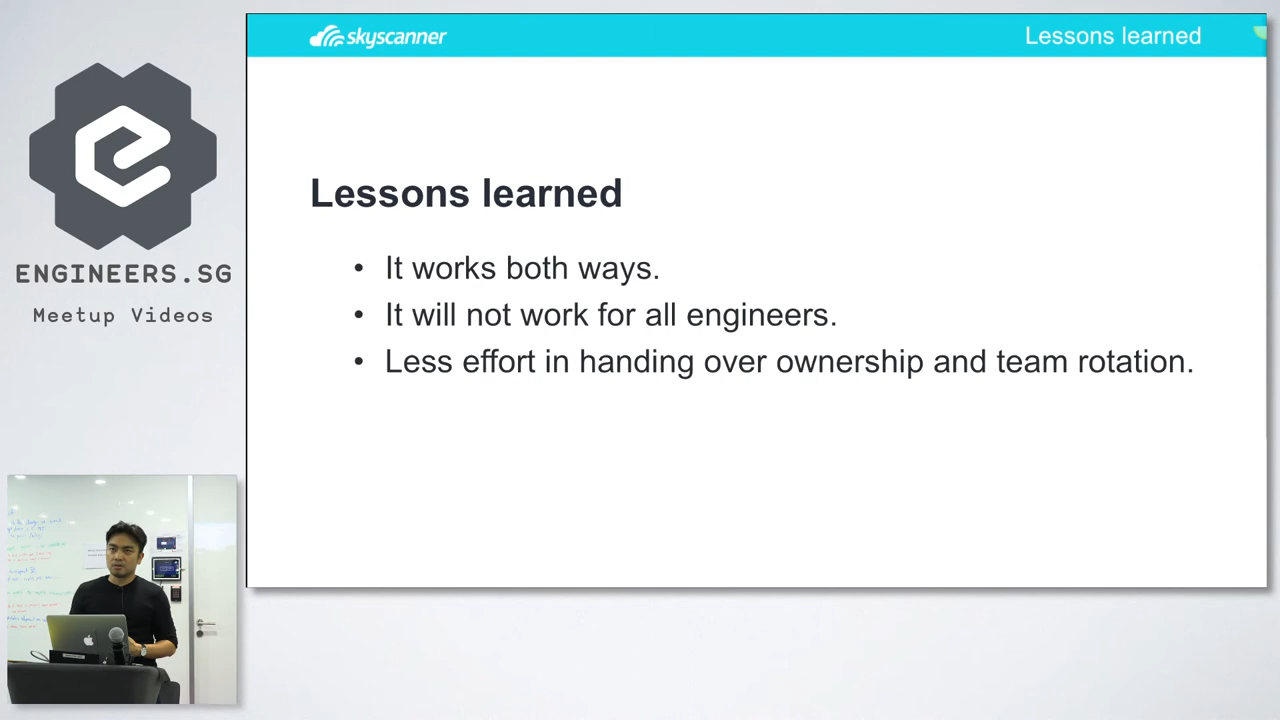 skyscanner
Lessons learned
ENGINEERS.SG
Meetup Videos
Lessons learned
• It works both ways.
• It will not work for all engineers.
• Less effort in handing over ownership and team rotation.